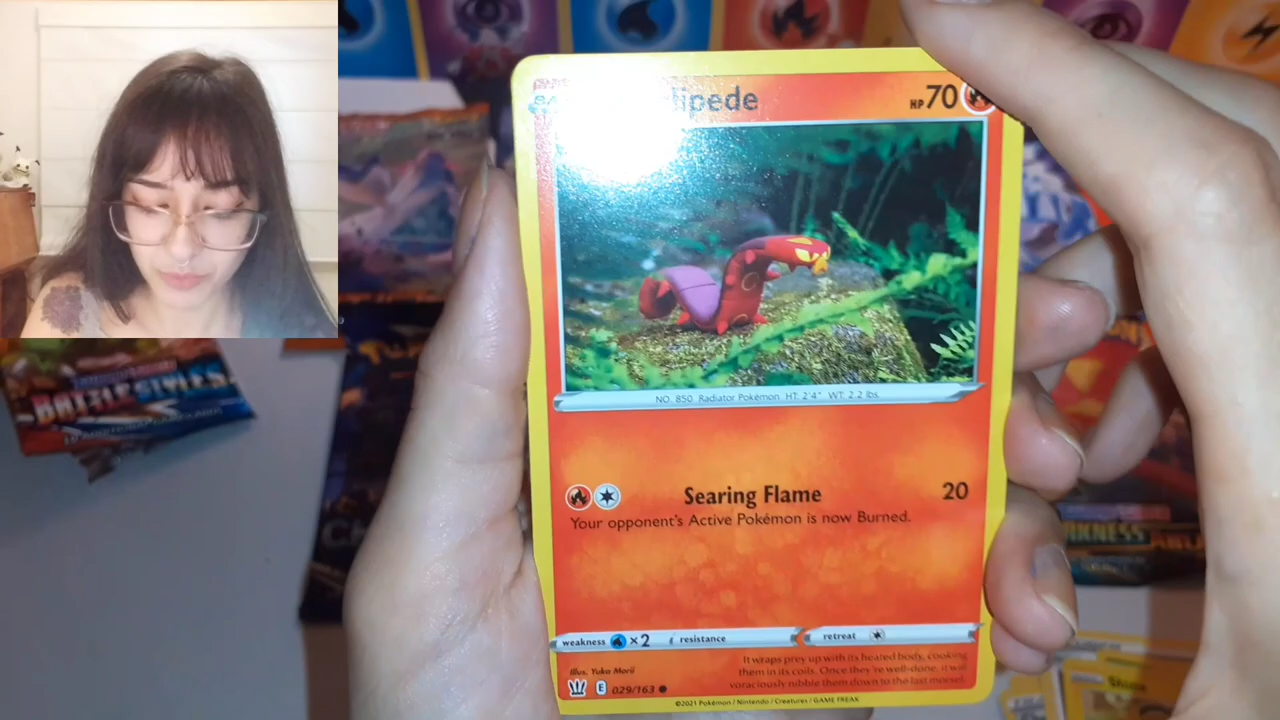 lipede
HP70
NO. 850 Radiator Pokémon HT: 2'4" WT: 2.2 lbs.
Searing Flame 20
Your opponent's Active Pokémon is now Burned.
weakness ×2 resistance retreat
Illus. Yuka Morii
It wraps prey up with its heated body, cooking
them in its coils. Once they're well-done, it will
voraciously nibble them down to the last morsel.
E 029/163
©2021 Pokémon / Nintendo / Creatures / GAME FREAK
BATTLE STYLES